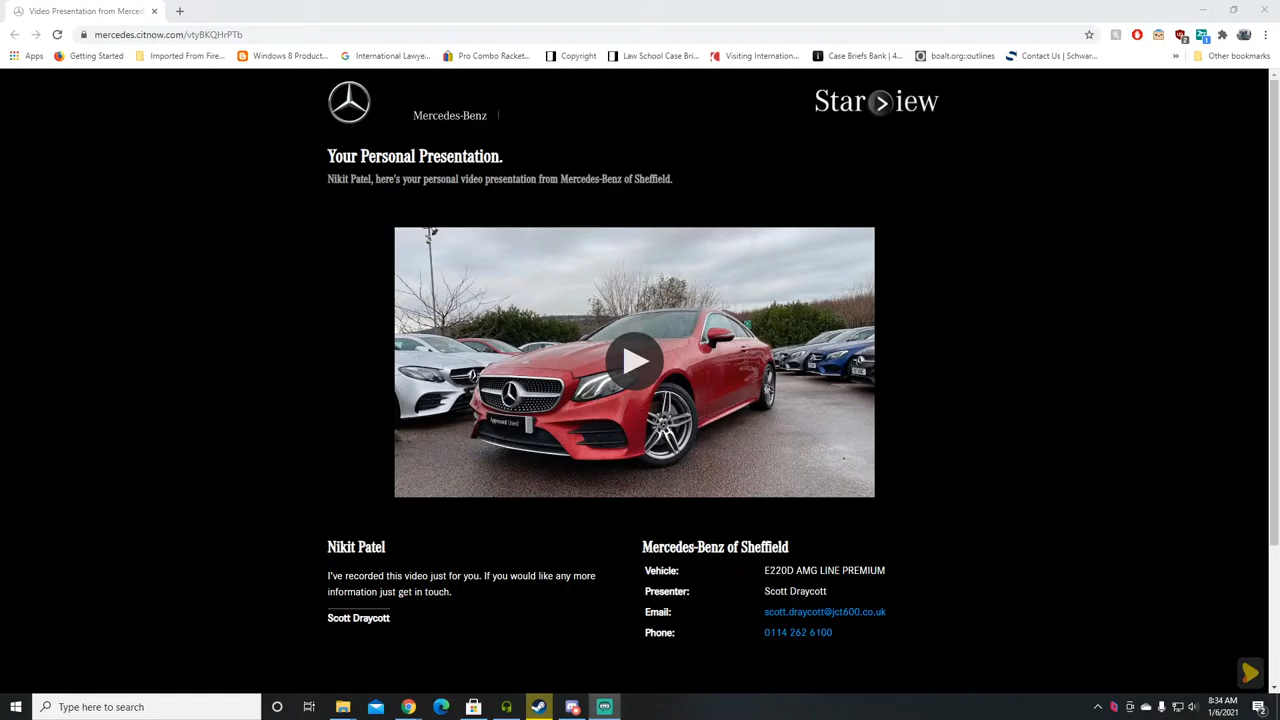 Video Presentation from Merced
mercedes.citnow.com/vtyBKQHrPTb
Apps
Getting Started
Imported From Fire...
Windows & Product...
International Lawye...
Pro Combo Racket...
Copyright
Law School Case Bri...
Visiting Internation...
Case Briefs Bank | 4...
boalt.org::outlines
Contact Us | Schwar...
»
Other bookmarks
Mercedes-Benz |
Star View
Your Personal Presentation.
Nikit Patel, here's your personal video presentation from Mercedes-Benz of Sheffield.
Approved Used
Nikit Patel
I've recorded this video just for you. If you would like any more
information just get in touch.
Scott Draycott
Mercedes-Benz of Sheffield
Vehicle: E220D AMG LINE PREMIUM
Presenter: Scott Draycott
Email: scott.draycott@jct600.co.uk
Phone: 0114 262 6100
Type here to search
8:34 AM
1/6/2021
2